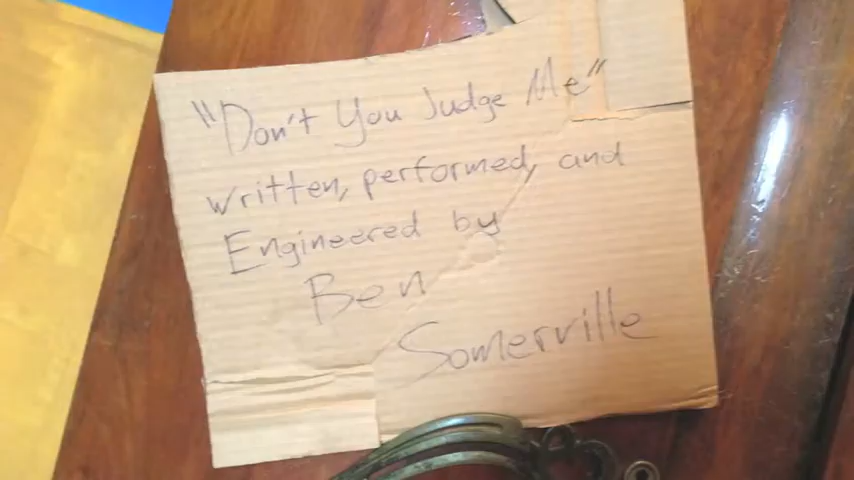 "Don't You Judge Me"
written, performed, and
Engineered by
Ben
Somerville